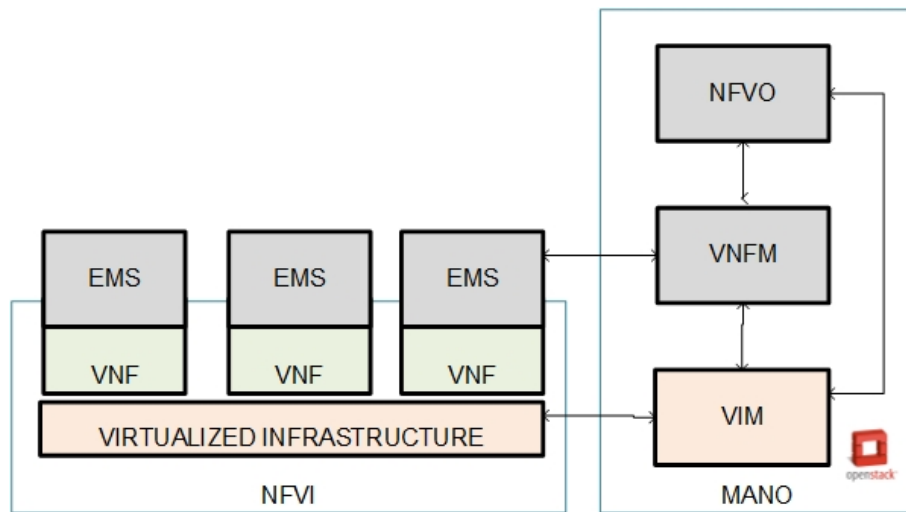 NFVO
VNFM
EMS
EMS
EMS
VNF
VNF
VNF
VIM
VIRTUALIZED INFRASTRUCTURE
openstack
NFVI
MANO